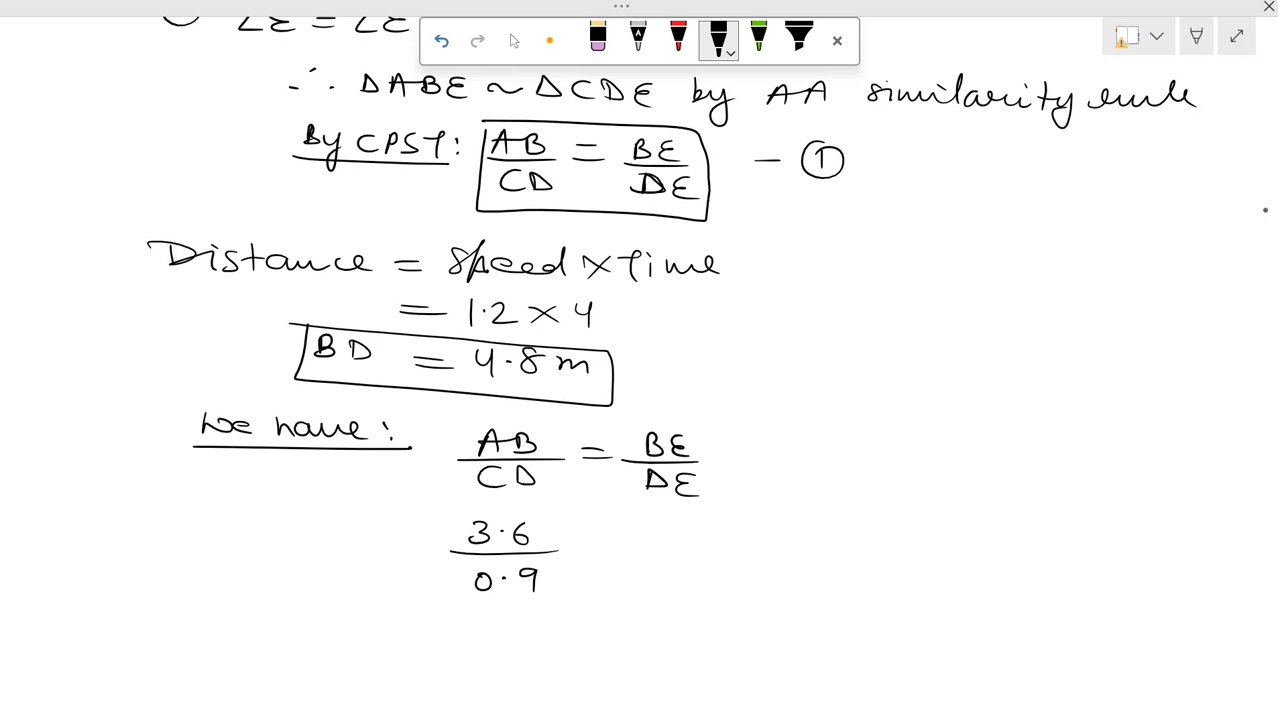 ∠E = ∠E
∴ ΔABE ~ ΔCDE by AA similarity rule
By CPST: AB/CD = BE/DE - ①
Distance = speed × time
= 1.2 × 4
BD = 4.8 m
We have: AB/CD = BE/DE
3.6/0.9